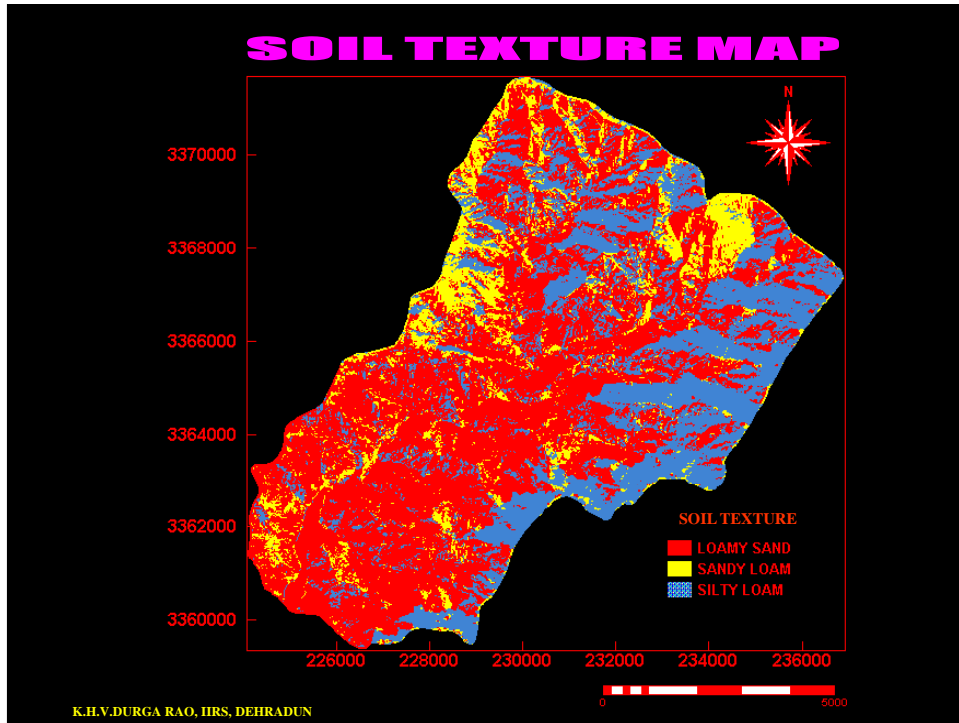 SOIL TEXTURE MAP
N
3370000
3368000
3366000
3364000
3362000
3360000
226000 228000 230000 232000 234000 236000
SOIL TEXTURE
LOAMY SAND
SANDY LOAM
SILTY LOAM
0 6000
K.H.V.DURGA RAO, IIRS, DEHRADUN